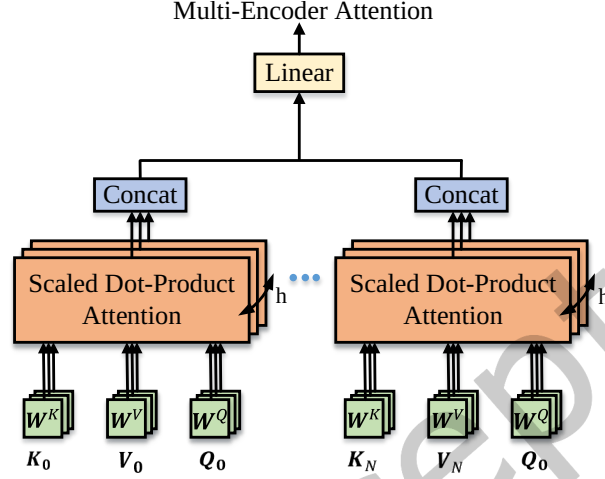 Multi-Encoder Attention
Linear
Concat
Concat
Scaled Dot-Product
Attention
h
Scaled Dot-Product
Attention
h
W^K W^V W^Q
W^K W^V W^Q
K_0 V_0 Q_0
K_N V_N Q_0